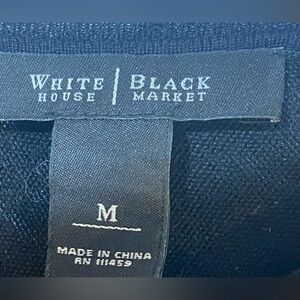 WHITE | BLACK
HOUSE | MARKET
M
MADE IN CHINA
RN 111459